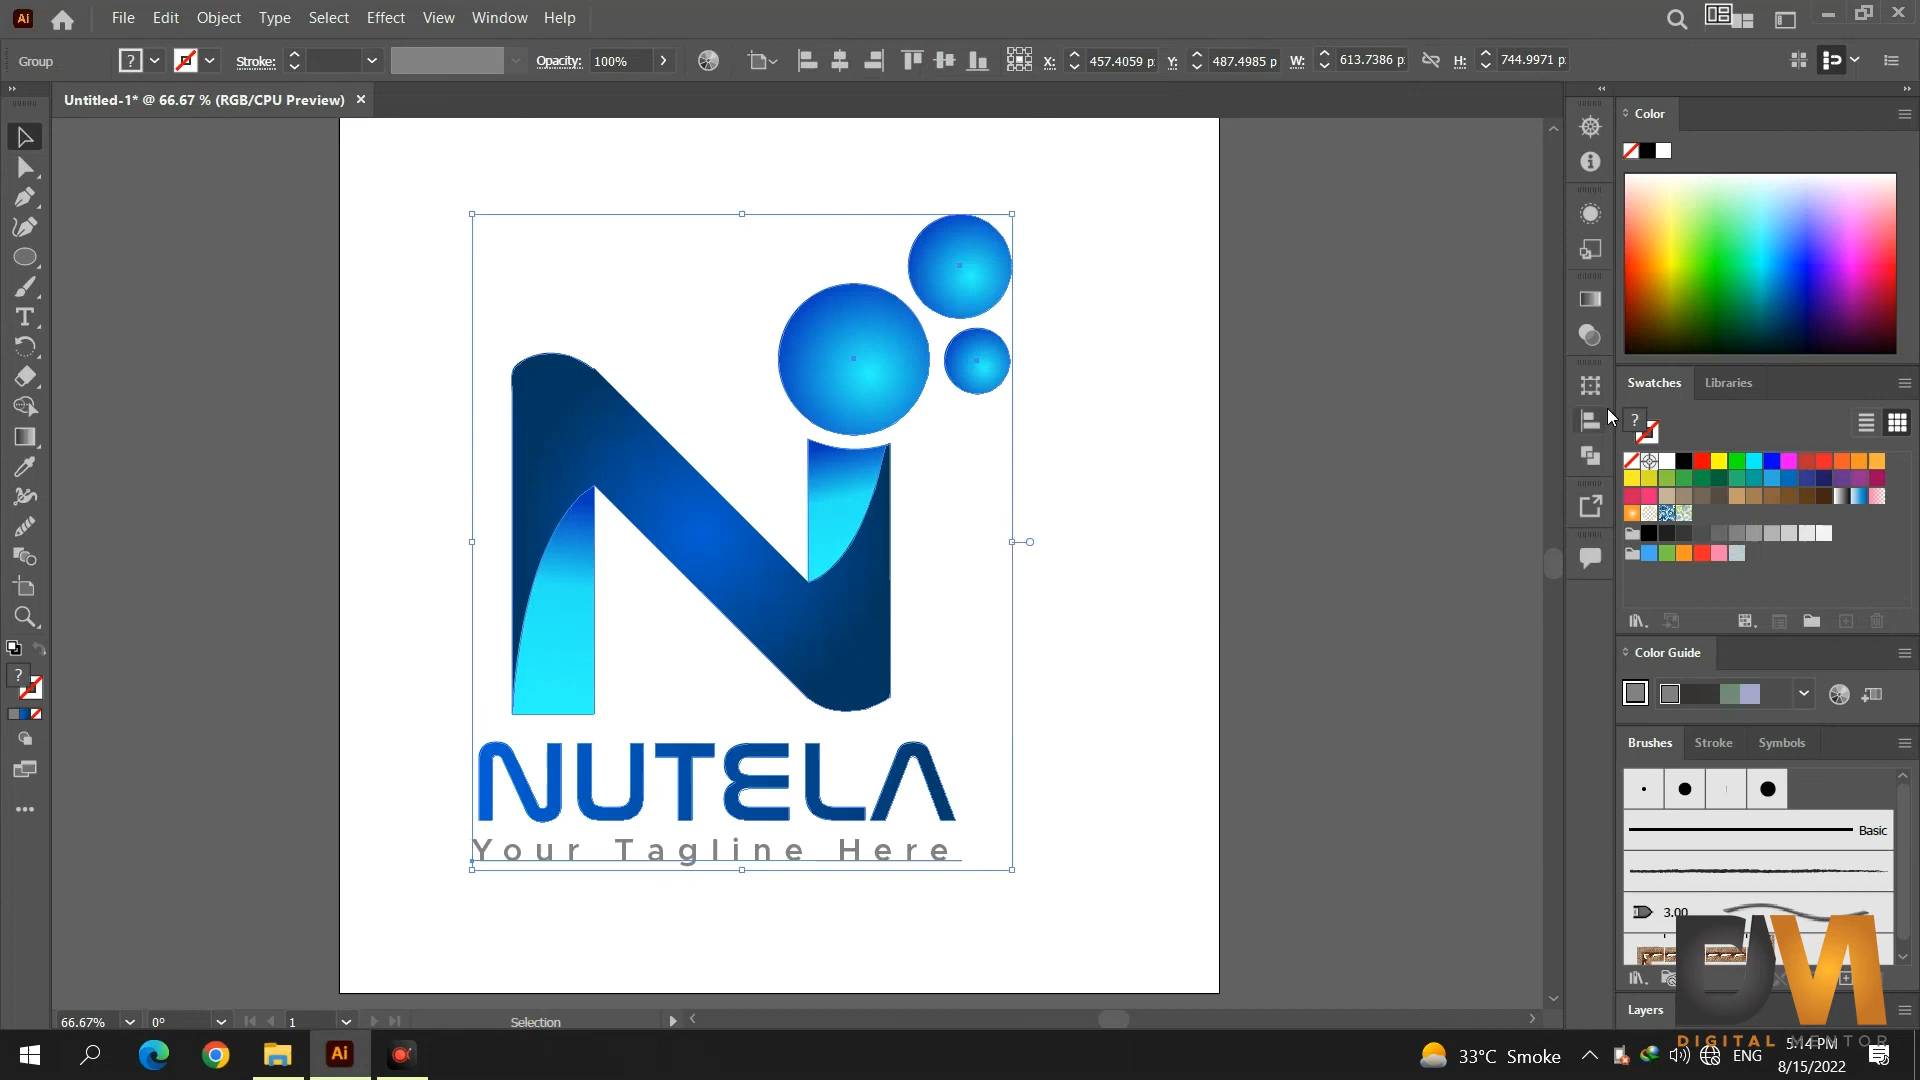 Ai File Edit Object Type Select Effect View Window Help
Group ? Stroke: Opacity: 100% X: 457.4059 p Y: 487.4985 p W: 613.7386 p H: 744.9971 p
Untitled-1* @ 66.67 % (RGB/CPU Preview)
Color
Swatches Libraries
?
Color Guide
Brushes Stroke Symbols
Basic
3.00
Layers
?
NUTELA
Your Tagline Here
66.67% 0° 1 Selection
DIGITAL MENTOR
Ai 33°C Smoke ENG 5:14 PM
8/15/2022